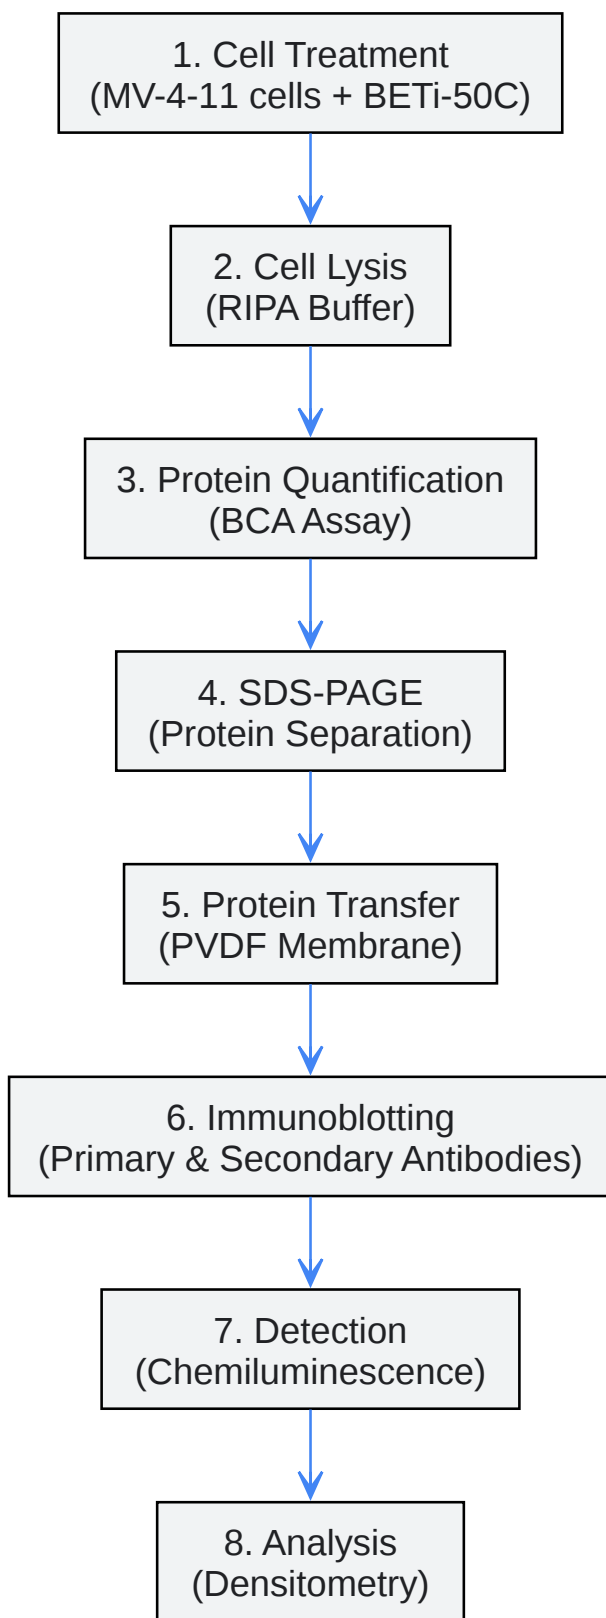 1. Cell Treatment
(MV-4-11 cells + BETi-50C)
2. Cell Lysis
(RIPA Buffer)
3. Protein Quantification
(BCA Assay)
4. SDS-PAGE
(Protein Separation)
5. Protein Transfer
(PVDF Membrane)
6. Immunoblotting
(Primary & Secondary Antibodies)
7. Detection
(Chemiluminescence)
8. Analysis
(Densitometry)